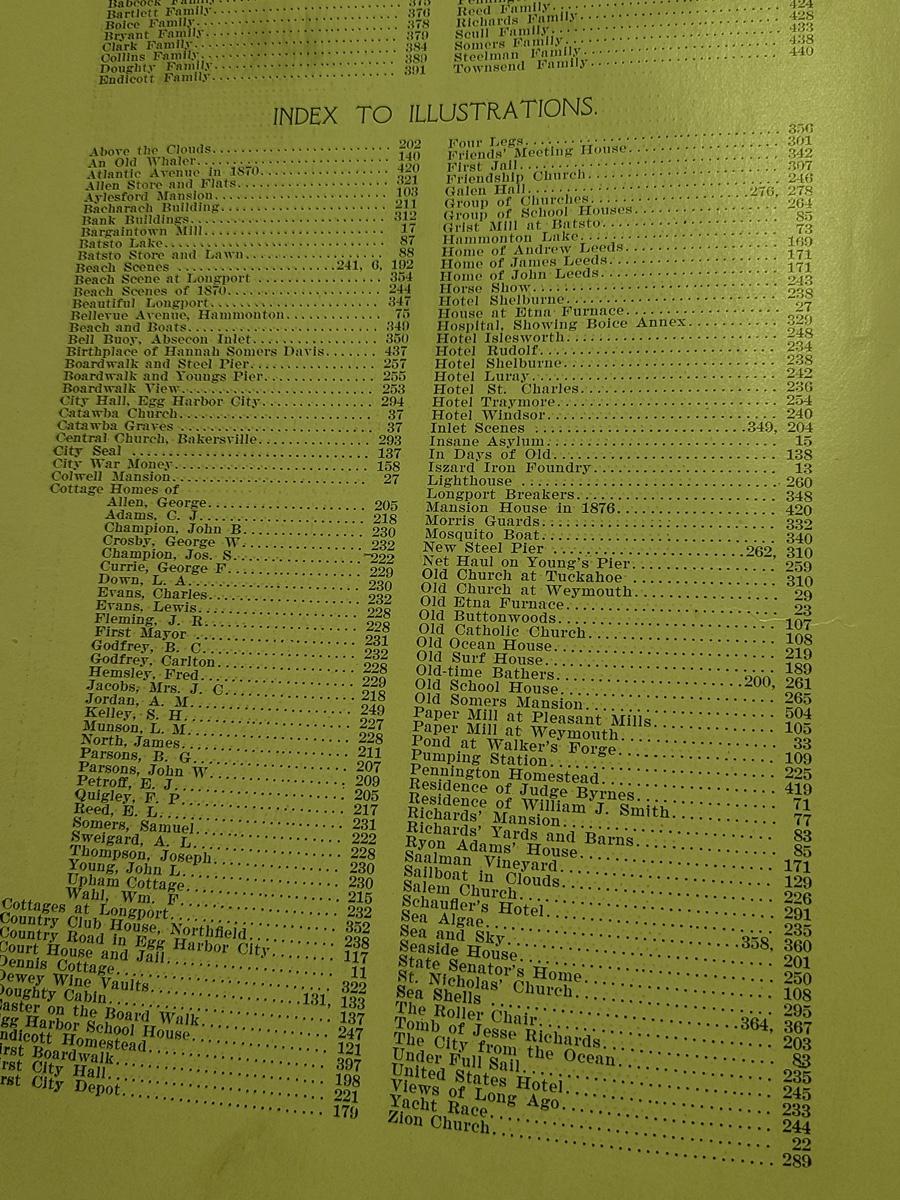 Babcock Family
Bartlett Family 375
Boice Family 376
Bryant Family 378
Clark Family 379
Collins Family 384
Doughty Family 389
Endicott Family 391
Reed Family
Richards Family 424
Scull Family 428
Somers Family 433
Steelman Family 438
Townsend Family 440
INDEX TO ILLUSTRATIONS.
Above the Clouds 202
An Old Whaler 140
Atlantic Avenue in 1870 420
Allen Store and Flats 321
Aylesford Mansion 103
Bacharach Building 211
Bank Buildings 312
Bargaintown Mill 17
Batsto Lake 87
Batsto Store and Lawn 88
Beach Scenes 241, 6, 192
Beach Scene at Longport 354
Beach Scenes of 1870 244
Beautiful Longport 347
Bellevue Avenue, Hammonton 75
Beach and Boats 349
Bell Buoy, Absecon Inlet 350
Birthplace of Hannah Somers Davis 437
Boardwalk and Steel Pier 257
Boardwalk and Youngs Pier 255
Boardwalk View 253
City Hall, Egg Harbor City 294
Catawba Church 37
Catawba Graves 37
Central Church, Bakersville 293
City Seal 137
City War Money 158
Colwell Mansion 27
Cottage Homes of
Allen, George 205
Adams, C. J. 218
Champion, John B. 230
Crosby, George W. 232
Champion, Jos. S. 222
Currie, George F. 229
Down, L. A. 230
Evans, Charles 232
Evans, Lewis 228
Fleming, J. R. 228
First Mayor 231
Godfrey, B. C. 232
Godfrey, Carlton 228
Hemsley, Fred 229
Jacobs, Mrs. J. C. 218
Jordan, A. M. 249
Kelley, S. H. 227
Munson, L. M. 228
North, James 211
Parsons, B. G. 207
Parsons, John W. 209
Petroff, E. J. 205
Quigley, F. P. 217
Reed, E. L. 231
Somers, Samuel 222
Sweigard, A. L. 228
Thompson, Joseph 230
Young, John L. 230
Upham Cottage 215
Wahl, Wm. F. 232
Cottages at Longport 352
Country Club House, Northfield 238
Country Road in Egg Harbor City 117
Court House and Jail 11
Dennis Cottage 322
Dewey Wine Vaults 131, 133
Doughty Cabin 137
aster on the Board Walk 247
gg Harbor School House 121
ndicott Homestead 397
irst Boardwalk 198
rst City Hall 221
rst City Depot 179
Four Legs 356
Friends' Meeting House 301
First Jail 342
Friendship Church 397
Galen Hall 246
Group of Churches 276, 278
Group of School Houses 264
Grist Mill at Batsto 85
Hammonton Lake 73
Home of Andrew Leeds 169
Home of James Leeds 171
Home of John Leeds 171
Horse Show 243
Hotel Shelburne 238
House at Etna Furnace 27
Hospital, Showing Boice Annex 329
Hotel Islesworth 248
Hotel Rudolf 234
Hotel Shelburne 238
Hotel Luray 242
Hotel St. Charles 236
Hotel Traymore 254
Hotel Windsor 240
Inlet Scenes 349, 204
Insane Asylum 15
In Days of Old 138
Iszard Iron Foundry 13
Lighthouse 260
Longport Breakers 348
Mansion House in 1876 420
Morris Guards 332
Mosquito Boat 340
New Steel Pier 262, 310
Net Haul on Young's Pier 259
Old Church at Tuckahoe 310
Old Church at Weymouth 29
Old Etna Furnace 23
Old Buttonwoods 107
Old Catholic Church 108
Old Ocean House 219
Old Surf House 189
Old-time Bathers 200, 261
Old School House 265
Old Somers Mansion 504
Paper Mill at Pleasant Mills 105
Paper Mill at Weymouth 33
Pond at Walker's Forge 109
Pumping Station 225
Pennington Homestead 419
Residence of Judge Byrnes 71
Residence of William J. Smith 77
Richards' Mansion 83
Richards' Yards and Barns 85
Ryon Adams' House 171
Saalman Vineyard 129
Sailboat in Clouds 226
Salem Church 291
Schaufler's Hotel 235
Sea Algae 358, 360
Sea and Sky 201
Seaside House 250
State Senator's Home 108
St. Nicholas' Church 295
Sea Shells 364, 367
The Roller Chair 203
Tomb of Jesse Richards 83
The City from the Ocean 235
Under Full Sail 245
United States Hotel 233
Views of Long Ago 244
Yacht Race 22
Zion Church 289